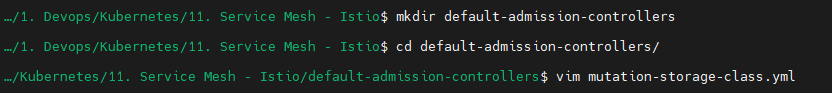 …/1. Devops/Kubernetes/11. Service Mesh - Istio$ mkdir default-admission-controllers
…/1. Devops/Kubernetes/11. Service Mesh - Istio$ cd default-admission-controllers/
…/Kubernetes/11. Service Mesh - Istio/default-admission-controllers$ vim mutation-storage-class.yml